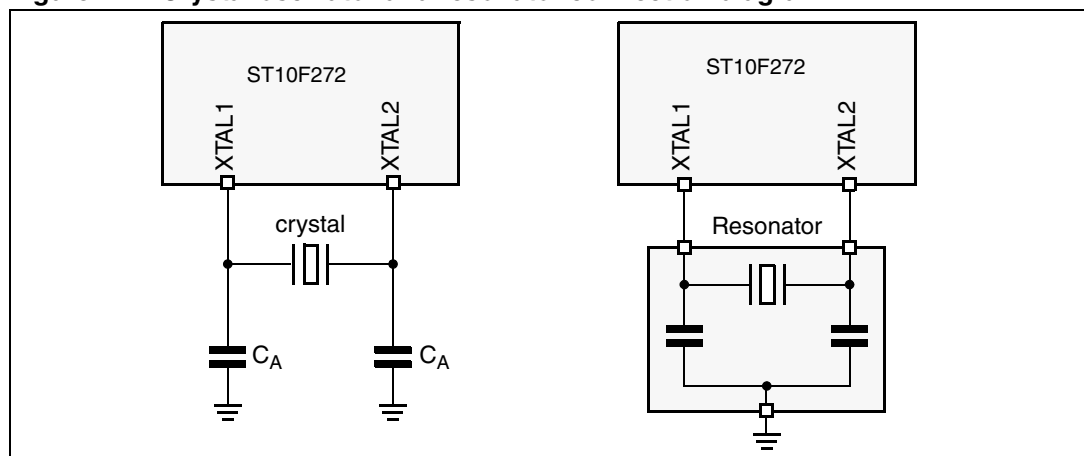 ST10F272
XTAL1
XTAL2
crystal
CA
CA
ST10F272
XTAL1
XTAL2
Resonator